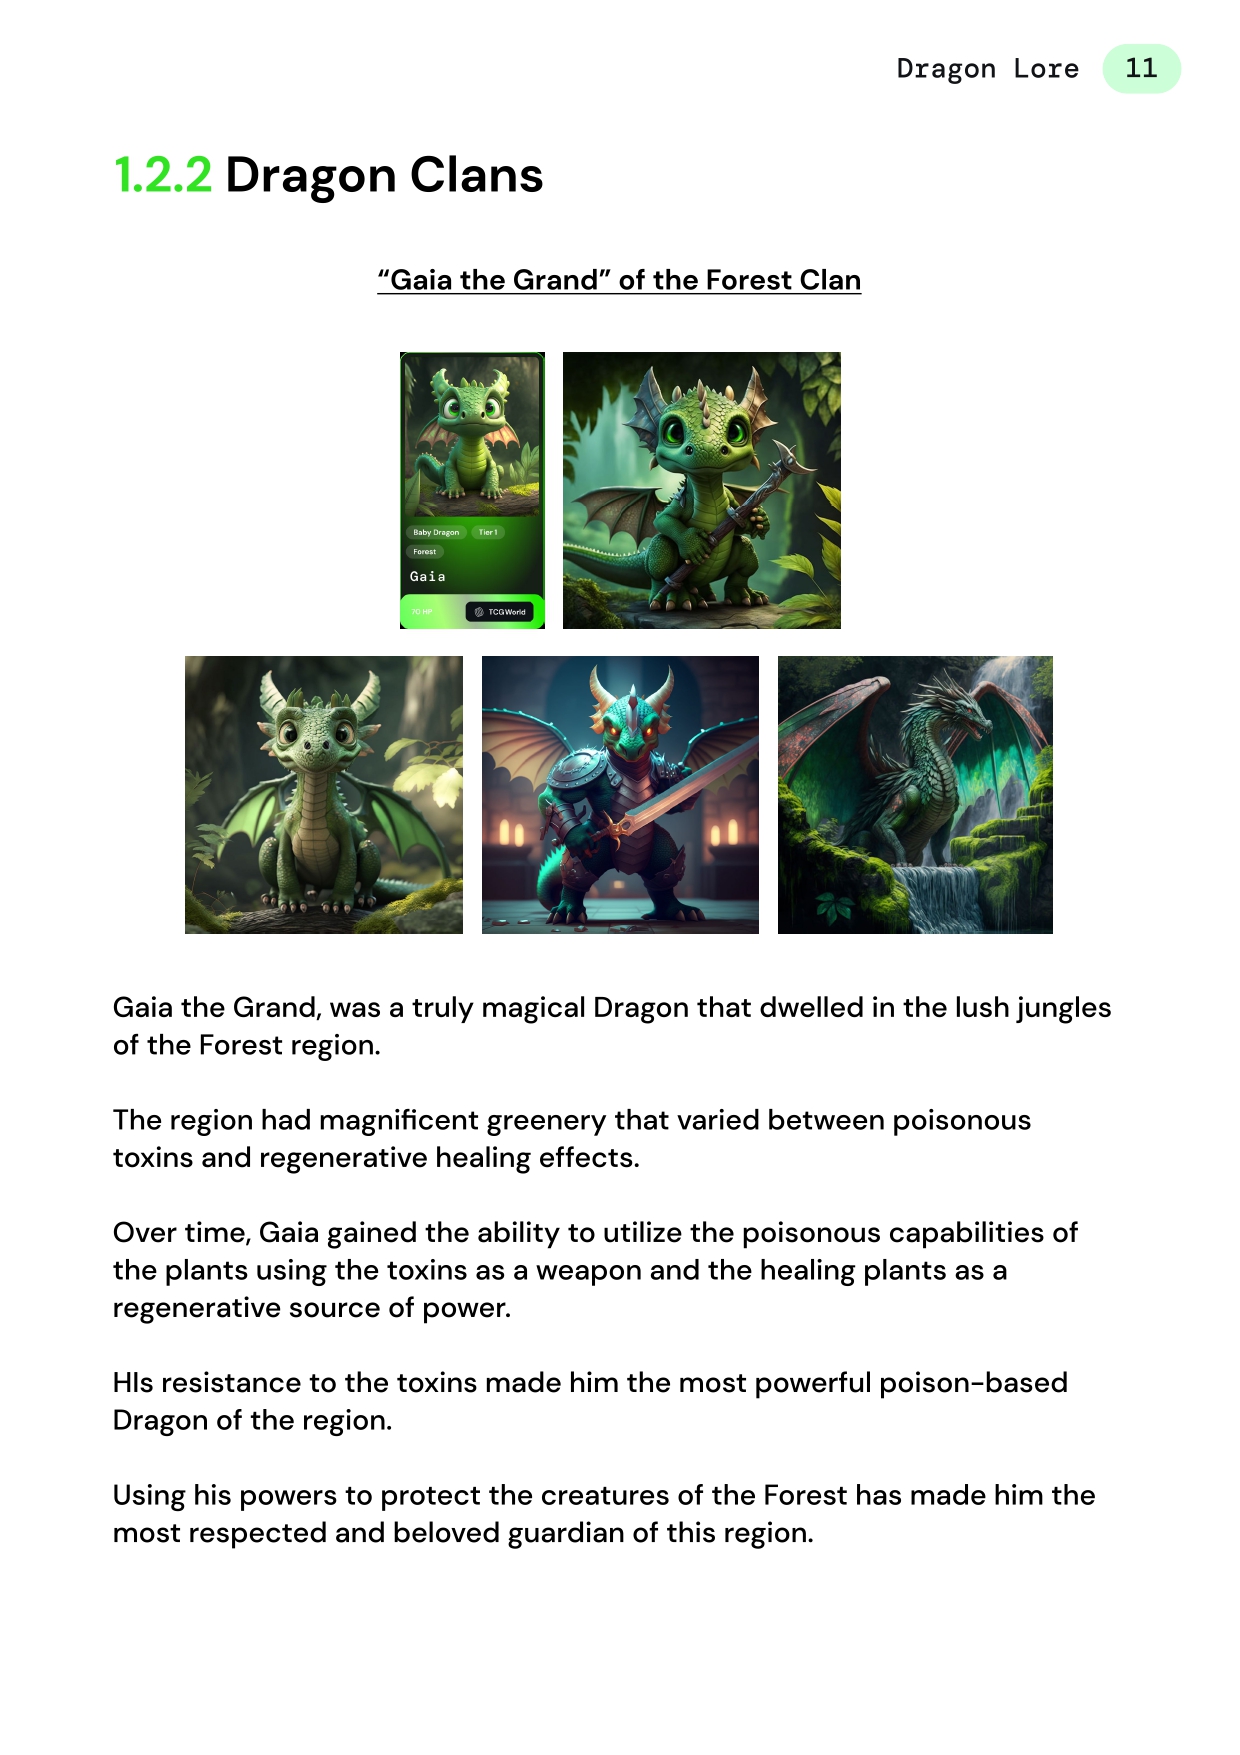 Dragon Lore 11
1.2.2 Dragon Clans
“Gaia the Grand” of the Forest Clan
Baby Dragon Tier 1
Forest
Gaia
70 HP TCGWorld
Gaia the Grand, was a truly magical Dragon that dwelled in the lush jungles
of the Forest region.
The region had magnificent greenery that varied between poisonous
toxins and regenerative healing effects.
Over time, Gaia gained the ability to utilize the poisonous capabilities of
the plants using the toxins as a weapon and the healing plants as a
regenerative source of power.
HIs resistance to the toxins made him the most powerful poison-based
Dragon of the region.
Using his powers to protect the creatures of the Forest has made him the
most respected and beloved guardian of this region.